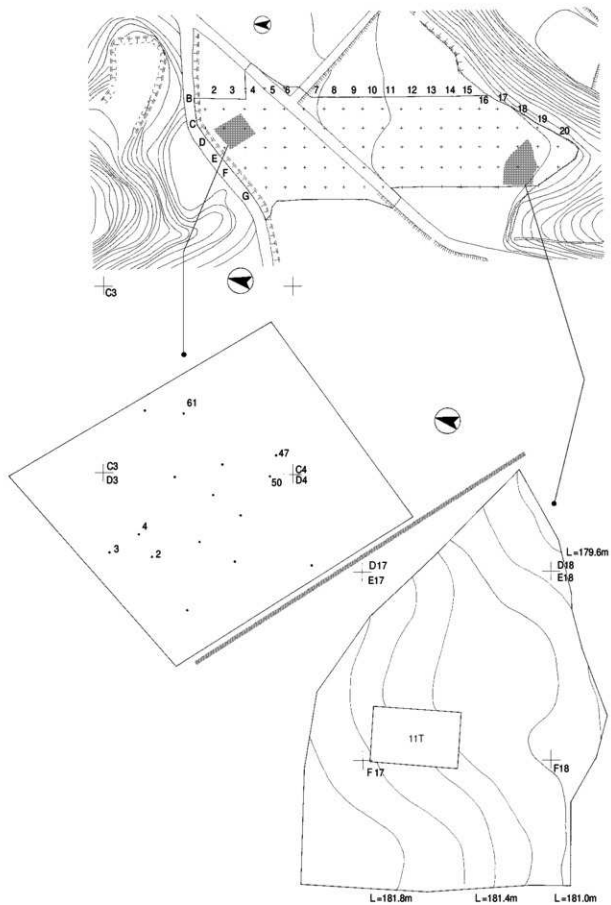 2 3 4 5 6 7 8 9 10 11 12 13 14 15 16 17 18 19 20
B
C
D
E
F
G
C3
61
47
C3
D3
C4
D4
50
4
3
2
L=179.6m
D17
E17
D18
E18
11T
F17
F18
L=181.8m
L=181.4m
L=181.0m